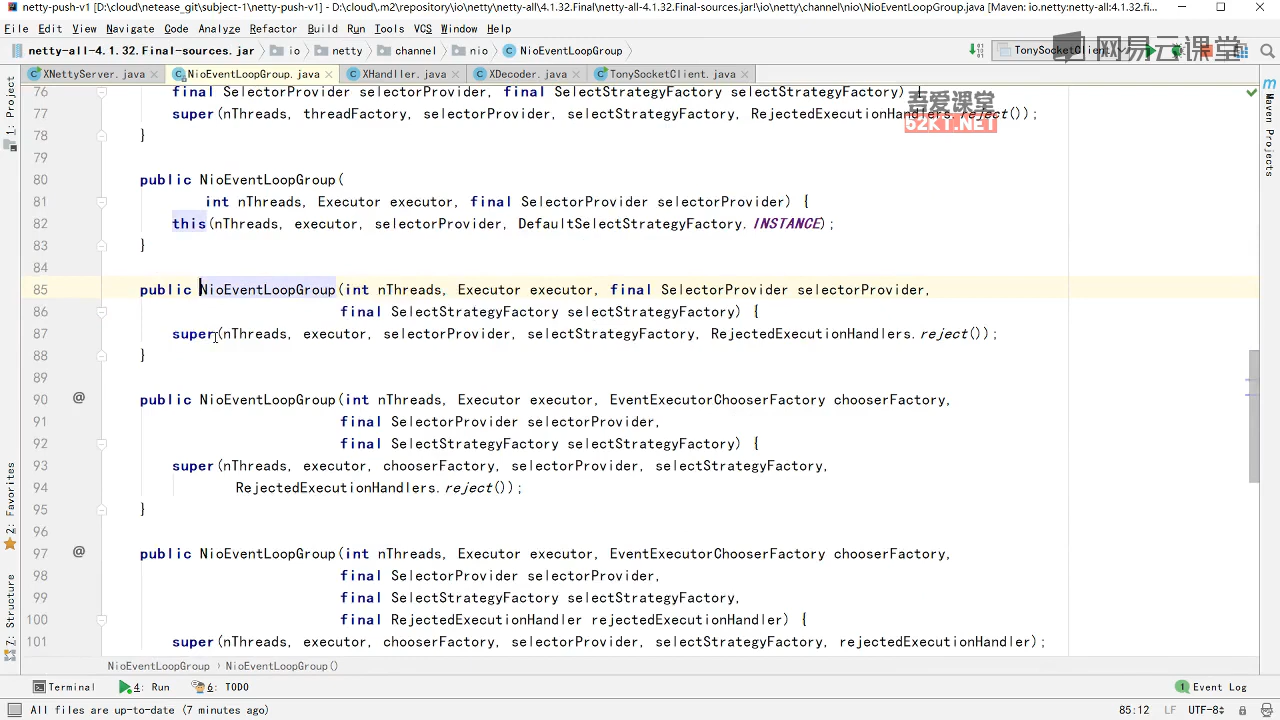 netty-push-v1 [D:\cloud\netease_git\subject-1\netty-push-v1] - D:\cloud\.m2\repository\io\netty\netty-all\4.1.32.Final\netty-all-4.1.32.Final-sources.jar!\io\netty\channel\nio\NioEventLoopGroup.java [Maven: io.netty:netty-all:4.1.32.fi...
File Edit View Navigate Code Analyze Refactor Build Run Tools VCS Window Help
netty-all-4.1.32.Final-sources.jar io netty channel nio NioEventLoopGroup
TonySocketCli
网易云课堂
XNettyServer.java NioEventLoopGroup.java XHandller.java XDecoder.java TonySocketClient.java
吾爱课堂
52KT.NET
76 final SelectorProvider selectorProvider, final SelectStrategyFactory selectStrategyFactory) {
77 super(nThreads, threadFactory, selectorProvider, selectStrategyFactory, RejectedExecutionHandlers.reject());
78 }
79
80 public NioEventLoopGroup(
81 int nThreads, Executor executor, final SelectorProvider selectorProvider) {
82 this(nThreads, executor, selectorProvider, DefaultSelectStrategyFactory.INSTANCE);
83 }
84
85 public NioEventLoopGroup(int nThreads, Executor executor, final SelectorProvider selectorProvider,
86 final SelectStrategyFactory selectStrategyFactory) {
87 super(nThreads, executor, selectorProvider, selectStrategyFactory, RejectedExecutionHandlers.reject());
88 }
89
90 @ public NioEventLoopGroup(int nThreads, Executor executor, EventExecutorChooserFactory chooserFactory,
91 final SelectorProvider selectorProvider,
92 final SelectStrategyFactory selectStrategyFactory) {
93 super(nThreads, executor, chooserFactory, selectorProvider, selectStrategyFactory,
94 RejectedExecutionHandlers.reject());
95 }
96
97 @ public NioEventLoopGroup(int nThreads, Executor executor, EventExecutorChooserFactory chooserFactory,
98 final SelectorProvider selectorProvider,
99 final SelectStrategyFactory selectStrategyFactory,
100 final RejectedExecutionHandler rejectedExecutionHandler) {
101 super(nThreads, executor, chooserFactory, selectorProvider, selectStrategyFactory, rejectedExecutionHandler);
1: Project
2: Favorites
Z: Structure
Maven Projects
NioEventLoopGroup NioEventLoopGroup()
Terminal 4: Run 6: TODO
1 Event Log
All files are up-to-date (7 minutes ago)
85:12 LF UTF-8